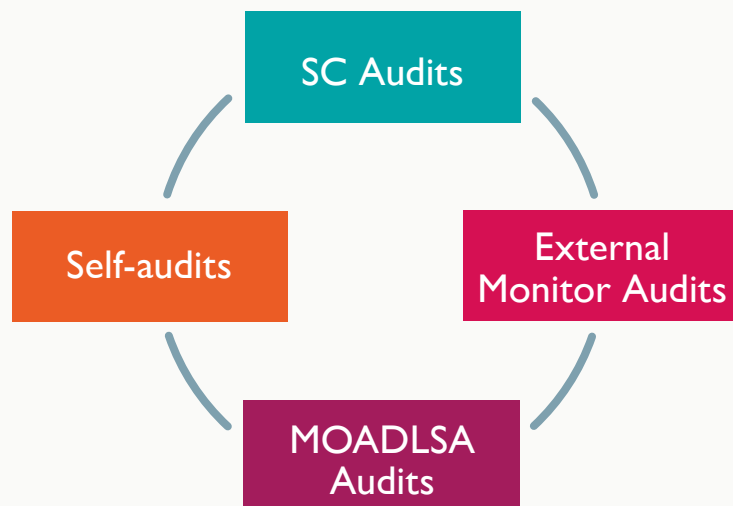 SC Audits
Self-audits
External
Monitor Audits
MOADLSA
Audits